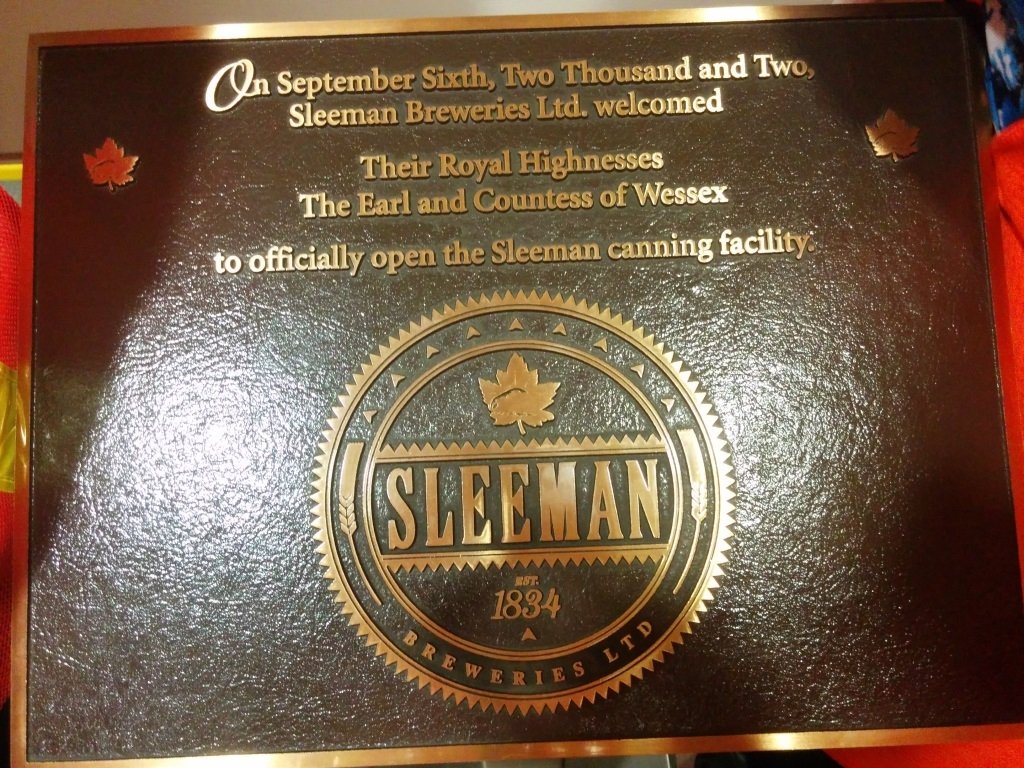 On September Sixth, Two Thousand and Two,
Sleeman Breweries Ltd. welcomed
Their Royal Highnesses
The Earl and Countess of Wessex
to officially open the Sleeman canning facility.
SLEEMAN
EST.
1834
BREWERIES LTD